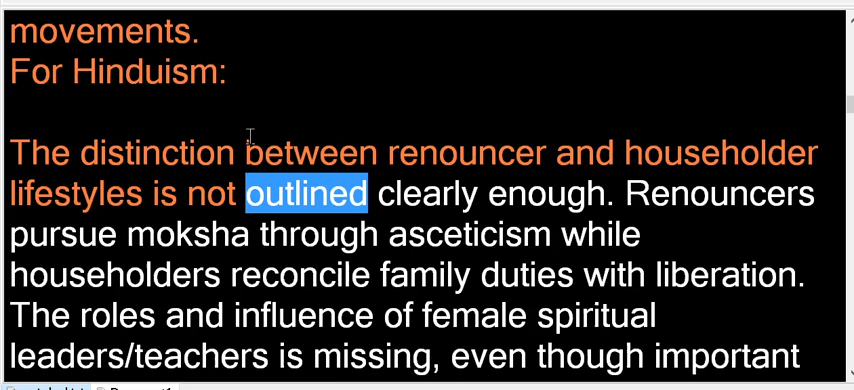 movements.
For Hinduism:
The distinction between renouncer and householder
lifestyles is not outlined clearly enough. Renouncers
pursue moksha through asceticism while
householders reconcile family duties with liberation.
The roles and influence of female spiritual
leaders/teachers is missing, even though important